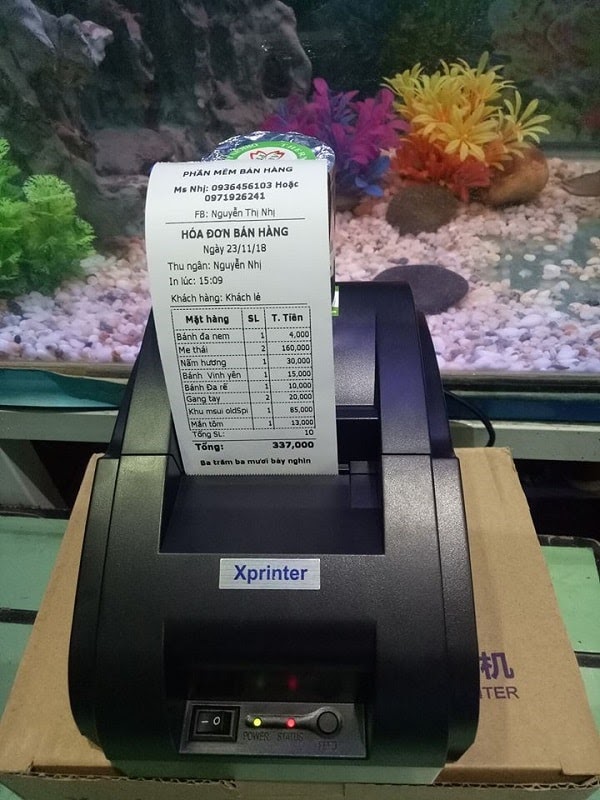 PHẦN MỀM BÁN HÀNG
Ms Nhị: 0936456103 Hoặc
0971926241
FB: Nguyễn Thị Nhị
HÓA ĐƠN BÁN HÀNG
Ngày 23/11/18
Thu ngân: Nguyễn Nhị
In lúc: 15:09
Khách hàng: Khách lẻ
Mặt hàng SL T. Tiền
Bánh đa nem 1 4,000
Me thái 2 160,000
Nấm hương 1 30,000
Bánh Vinh yên 1 15,000
Bánh Đa rế 1 10,000
Gang tay 2 20,000
Khu msui oldSpi 1 85,000
Mắn tôm 1 13,000
Tổng SL: 10
Tổng: 337,000
Ba trăm ba mươi bảy nghìn
Xprinter
机
TER
POWER STATUS